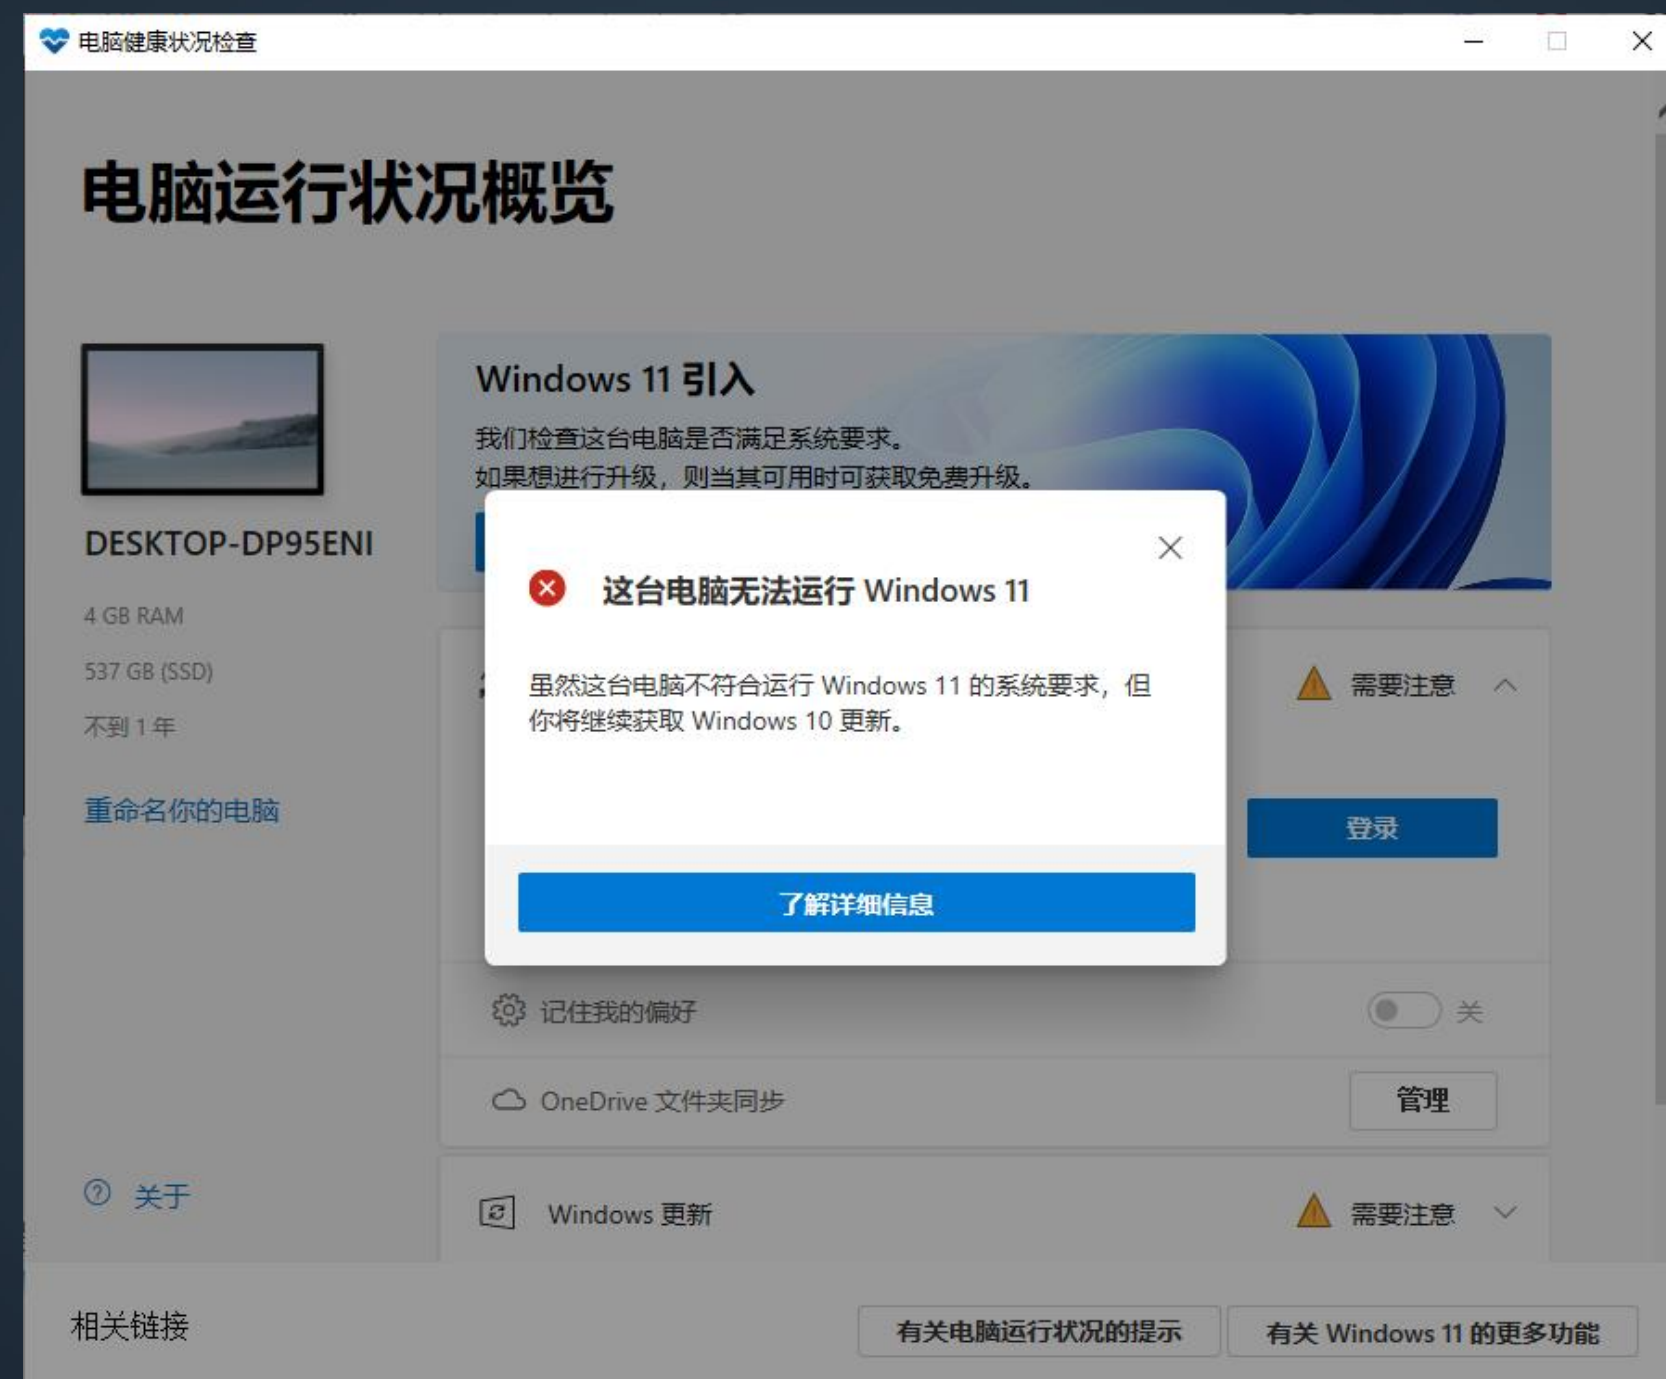 电脑健康状况检查
电脑运行状况概览
DESKTOP-DP95ENI
4 GB RAM
537 GB (SSD)
不到 1 年
重命名你的电脑
关于
Windows 11 引入
我们检查这台电脑是否满足系统要求。
如果想进行升级，则当其可用时可获取免费升级。
这台电脑无法运行 Windows 11
虽然这台电脑不符合运行 Windows 11 的系统要求，但
你将继续获取 Windows 10 更新。
了解详细信息
需要注意
登录
记住我的偏好
关
OneDrive 文件夹同步
管理
Windows 更新
需要注意
相关链接
有关电脑运行状况的提示
有关 Windows 11 的更多功能